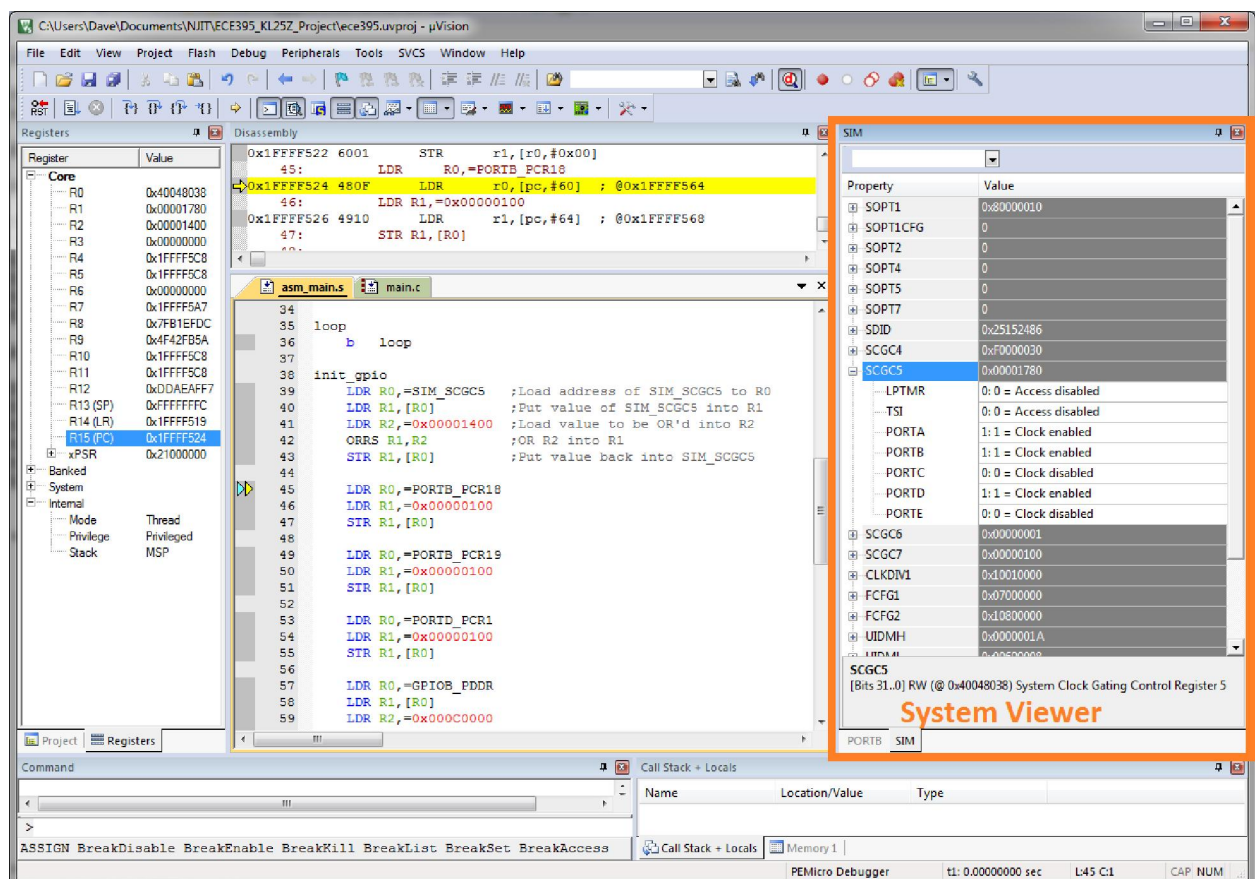 C:\Users\Dave\Documents\NJIT\ECE395_KL25Z_Project\ece395.uvproj - µVision
File Edit View Project Flash Debug Peripherals Tools SVCS Window Help
RST
Registers
Register Value
Core
R0 0x40048038
R1 0x00001780
R2 0x00001400
R3 0x00000000
R4 0x1FFFF5C8
R5 0x1FFFF5C8
R6 0x00000000
R7 0x1FFFF5A7
R8 0x7FB1EFDC
R9 0x4F42FB5A
R10 0x1FFFF5C8
R11 0x1FFFF5C8
R12 0xDDAEAFF7
R13 (SP) 0xFFFFFFFC
R14 (LR) 0x1FFFF519
R15 (PC) 0x1FFFF524
xPSR 0x21000000
Banked
System
Internal
Mode Thread
Privilege Privileged
Stack MSP
Project Registers
Disassembly
0x1FFFF522 6001 STR r1,[r0,#0x00]
45: LDR R0,=PORTB_PCR18
0x1FFFF524 480F LDR r0,[pc,#60] ; @0x1FFFF564
46: LDR R1,=0x00000100
0x1FFFF526 4910 LDR r1,[pc,#64] ; @0x1FFFF568
47: STR R1,[R0]
asm_main.s main.c
34
35 loop
36 b loop
37
38 init_gpio
39 LDR R0,=SIM_SCGC5 ;Load address of SIM_SCGC5 to R0
40 LDR R1,[R0] ;Put value of SIM_SCGC5 into R1
41 LDR R2,=0x00001400 ;Load value to be OR'd into R2
42 ORRS R1,R2 ;OR R2 into R1
43 STR R1,[R0] ;Put value back into SIM_SCGC5
44
45 LDR R0,=PORTB_PCR18
46 LDR R1,=0x00000100
47 STR R1,[R0]
48
49 LDR R0,=PORTB_PCR19
50 LDR R1,=0x00000100
51 STR R1,[R0]
52
53 LDR R0,=PORTD_PCR1
54 LDR R1,=0x00000100
55 STR R1,[R0]
56
57 LDR R0,=GPIOB_PDDR
58 LDR R1,[R0]
59 LDR R2,=0x000C0000
SIM
Property Value
SOPT1 0x80000010
SOPT1CFG 0
SOPT2 0
SOPT4 0
SOPT5 0
SOPT7 0
SDID 0x25152486
SCGC4 0xF0000030
SCGC5 0x00001780
LPTMR 0: 0 = Access disabled
TSI 0: 0 = Access disabled
PORTA 1: 1 = Clock enabled
PORTB 1: 1 = Clock enabled
PORTC 0: 0 = Clock disabled
PORTD 1: 1 = Clock enabled
PORTE 0: 0 = Clock disabled
SCGC6 0x00000001
SCGC7 0x00000100
CLKDIV1 0x10010000
FCFG1 0x07000000
FCFG2 0x10800000
UIDMH 0x0000001A
SCGC5
[Bits 31..0] RW (@ 0x40048038) System Clock Gating Control Register 5
System Viewer
PORTB SIM
Command
>
ASSIGN BreakDisable BreakEnable BreakKill BreakList BreakSet BreakAccess
Call Stack + Locals
Name Location/Value Type
Call Stack + Locals Memory 1
PEMicro Debugger t1: 0.00000000 sec L:45 C:1 CAP NUM